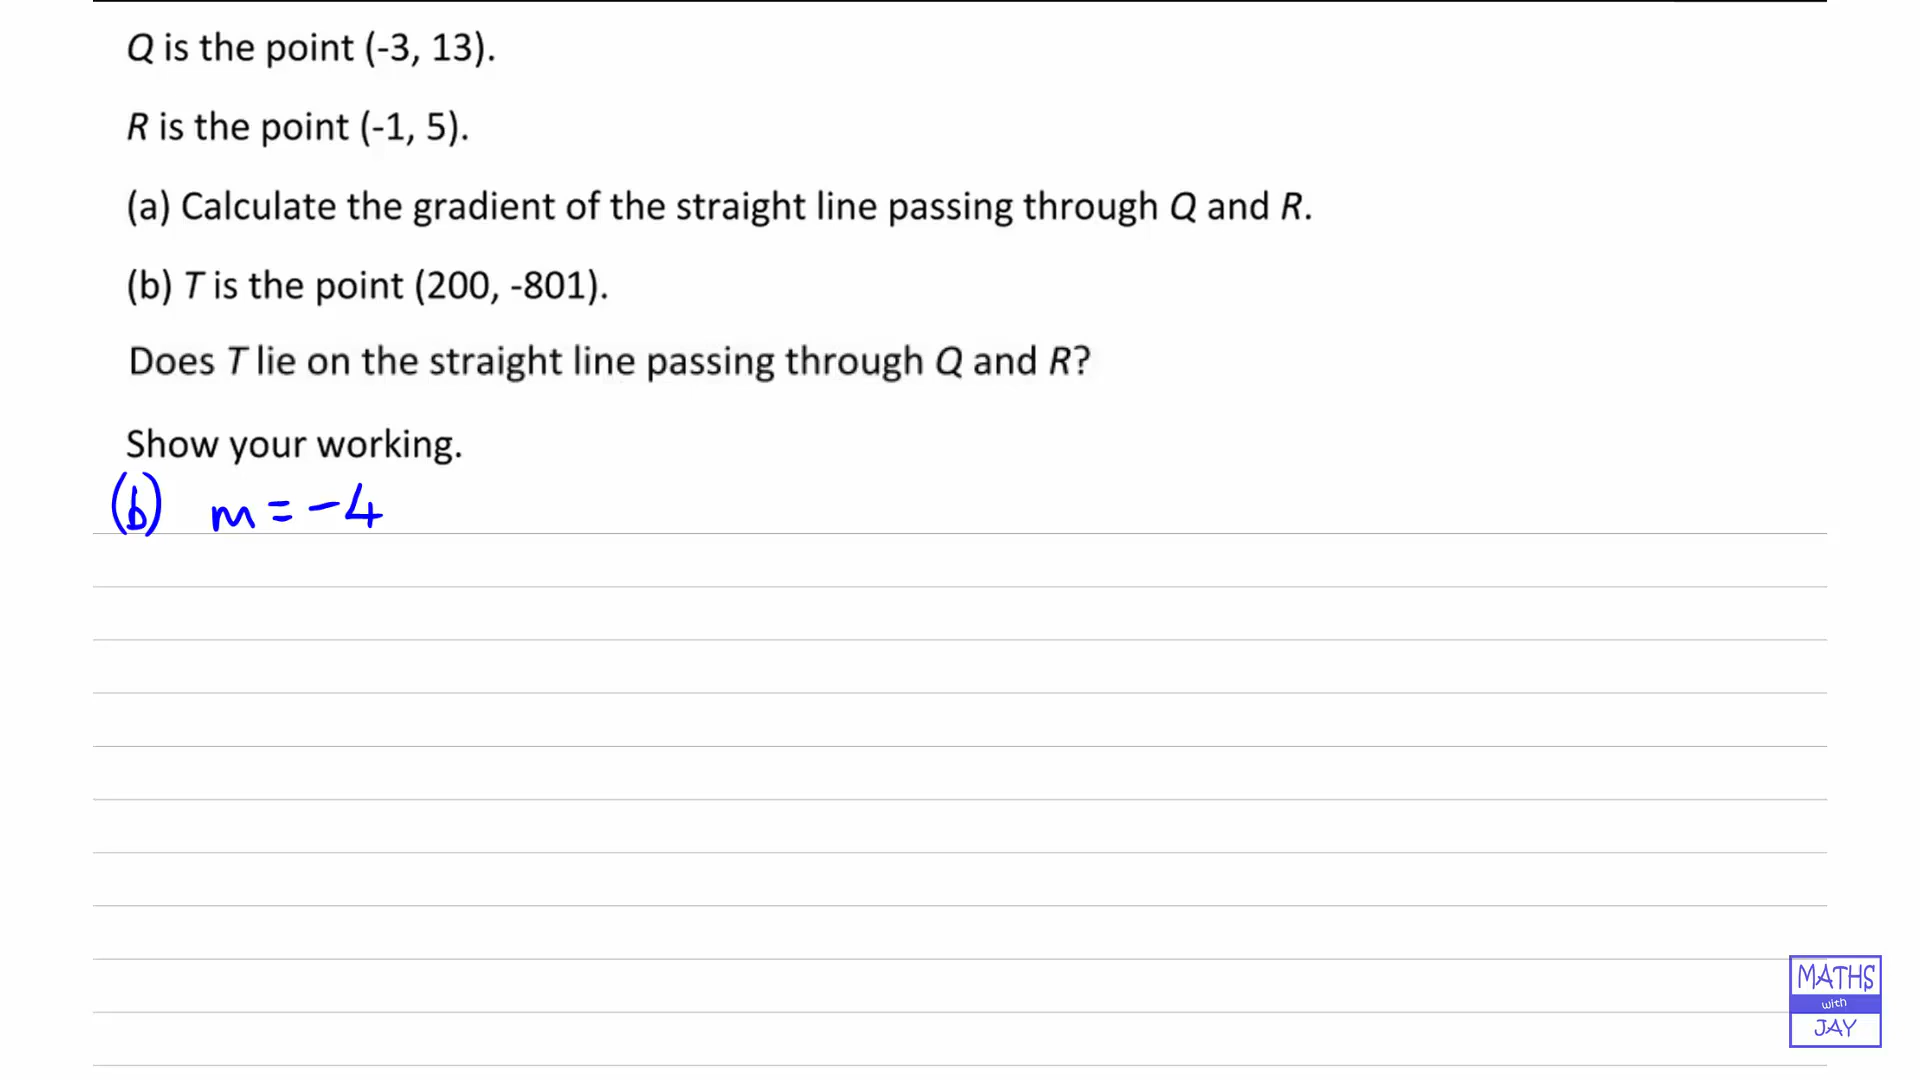 Q is the point (-3, 13).
R is the point (-1, 5).
(a) Calculate the gradient of the straight line passing through Q and R.
(b) T is the point (200, -801).
Does T lie on the straight line passing through Q and R?
Show your working.
(b) m = -4
MATHS
with
JAY